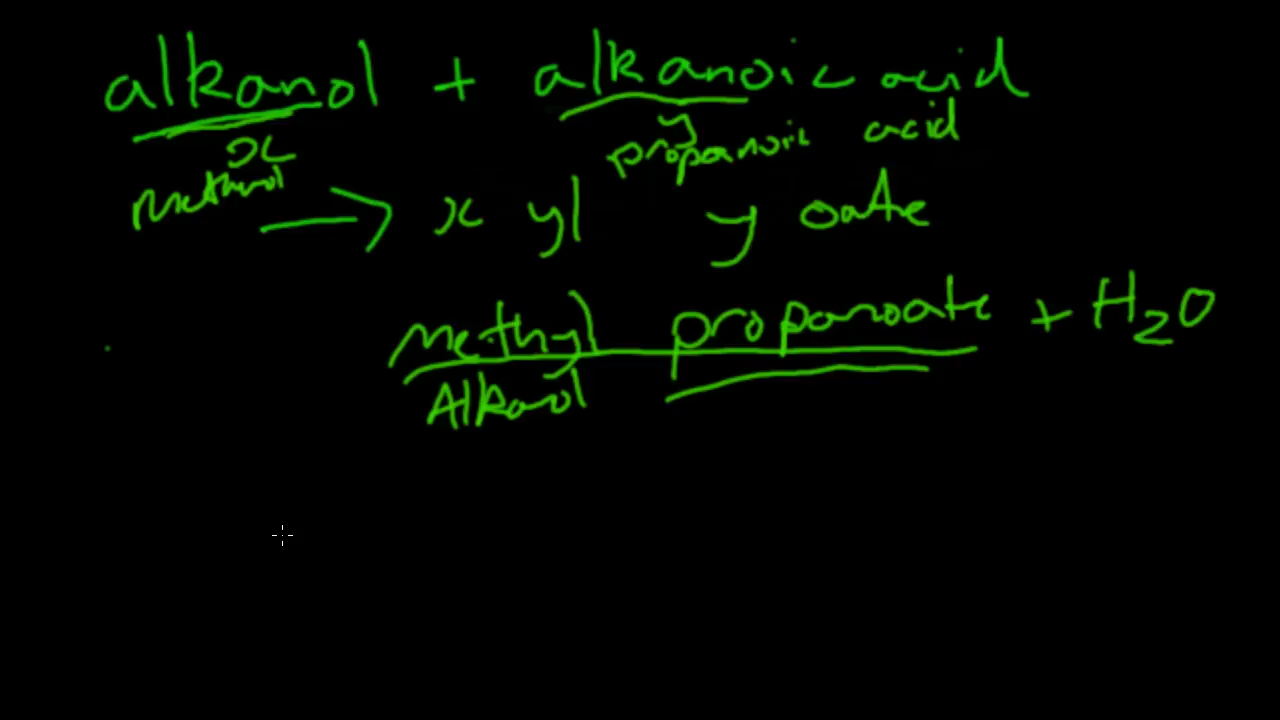 alkanol + alkanoic acid
x y
methanol propanoic acid
→ x yl y oate
Methyl propanoate + H₂O
Alkanol